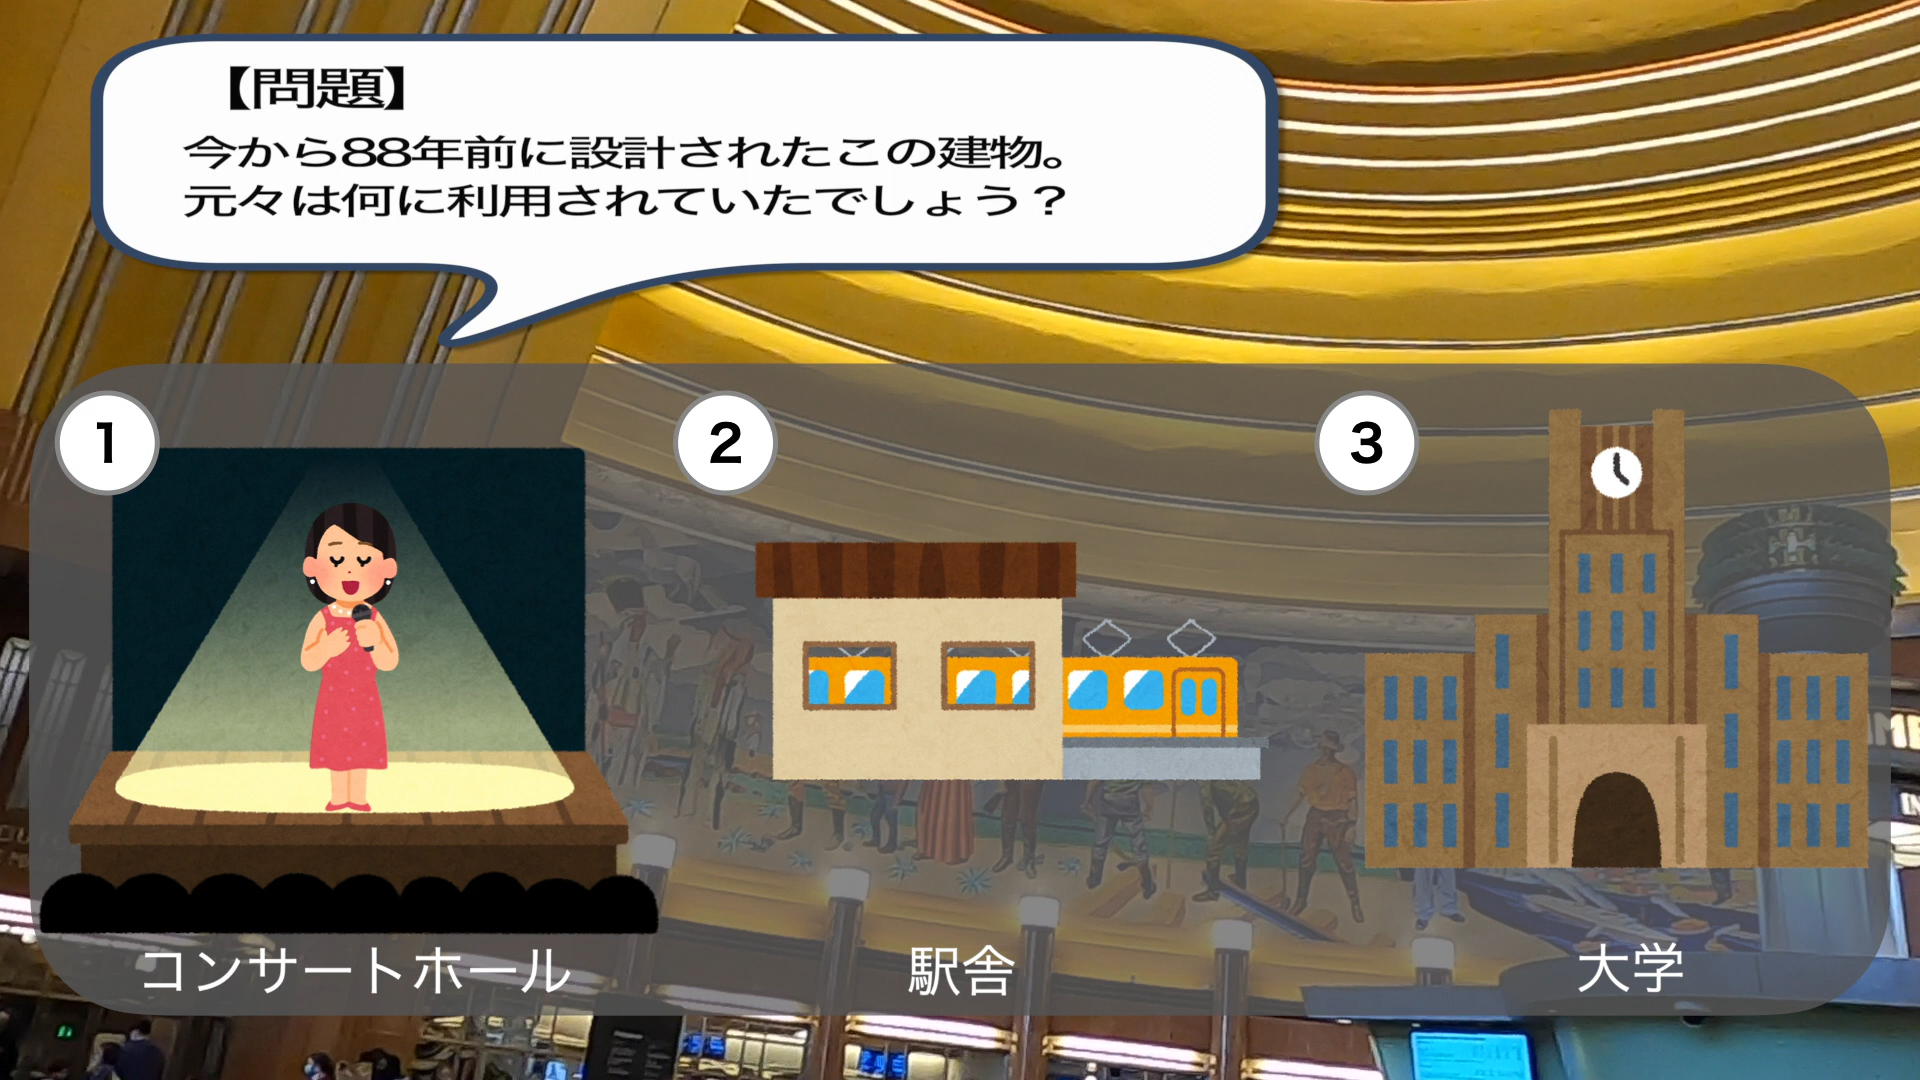 【問題】
今から88年前に設計されたこの建物。
元々は何に利用されていたでしょう？
1
2
3
コンサートホール
駅舎
大学